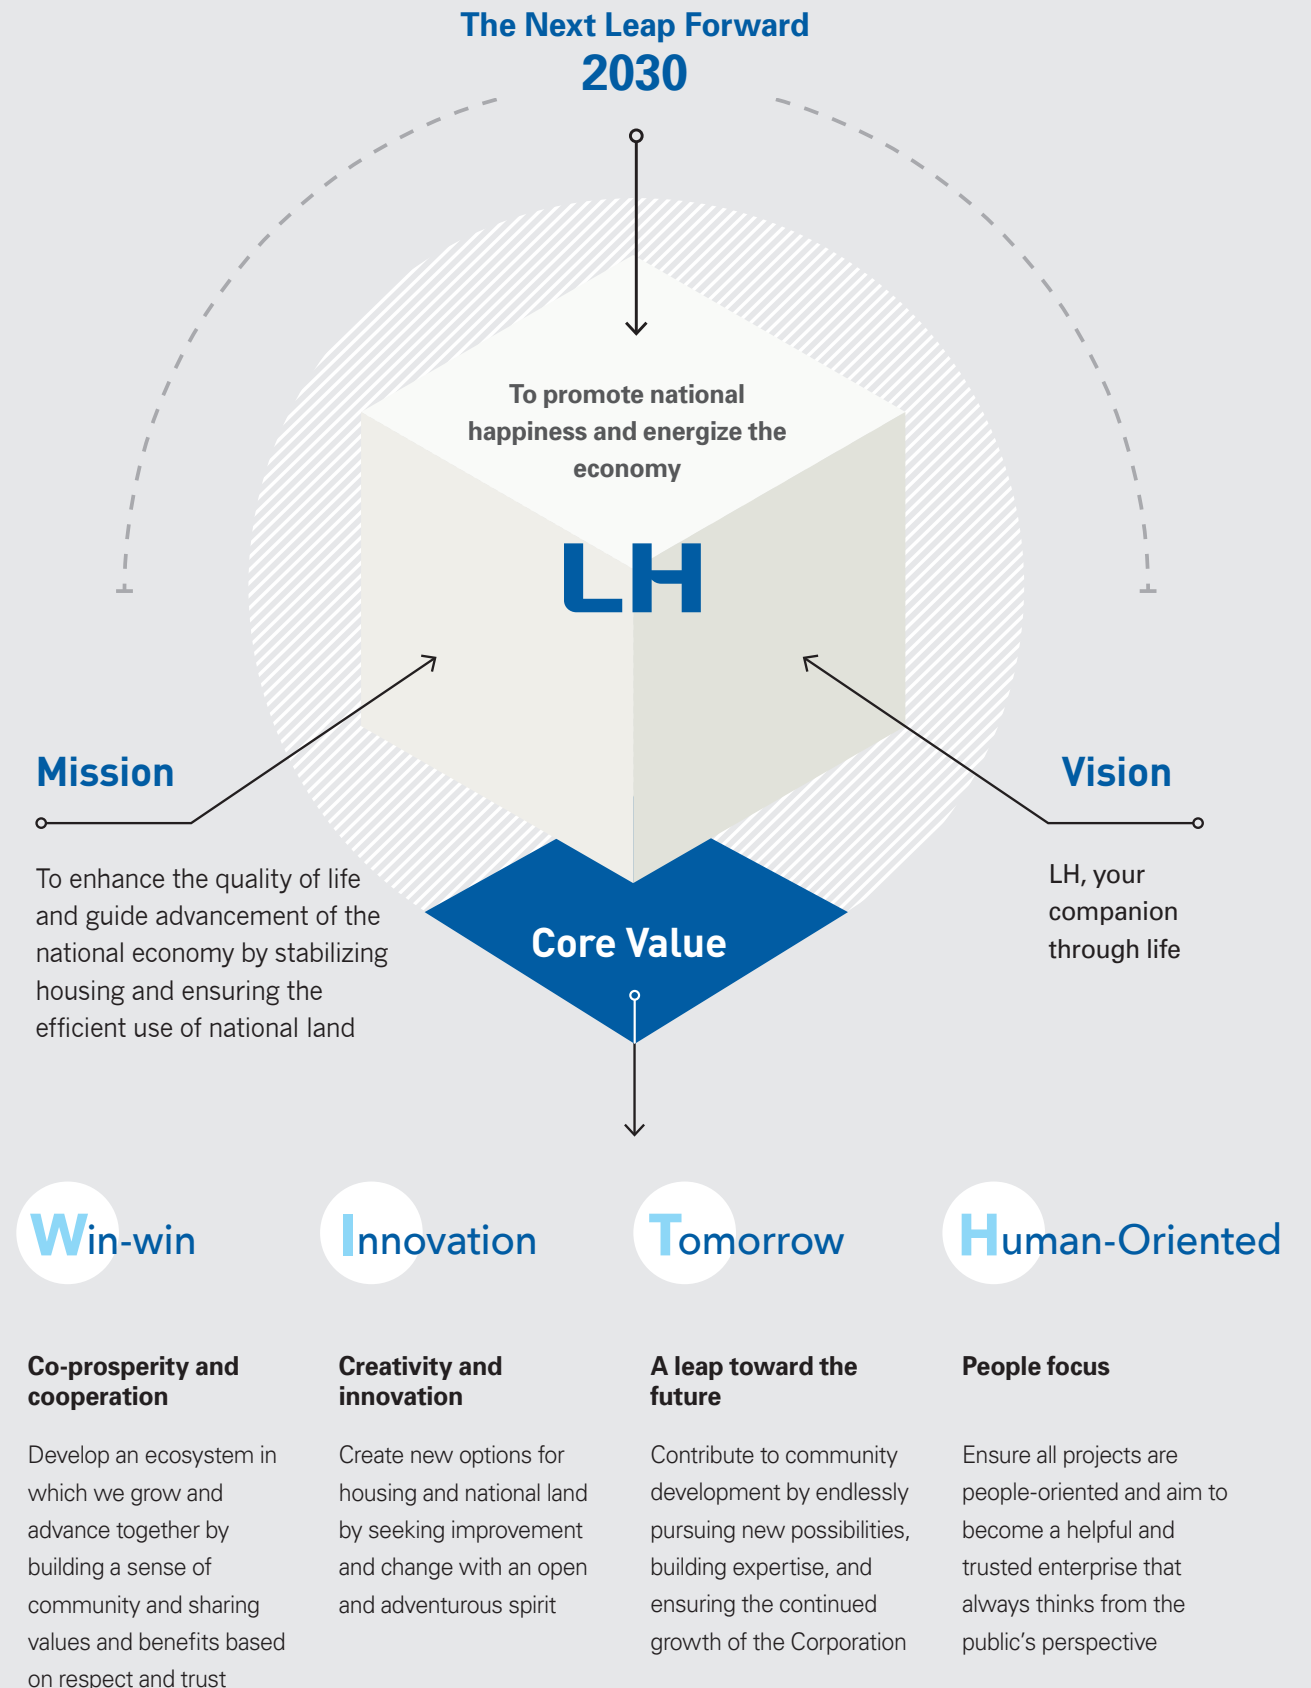 The Next Leap Forward
2030
To promote national
happiness and energize the
economy
LH
Mission
To enhance the quality of life
and guide advancement of the
national economy by stabilizing
housing and ensuring the
efficient use of national land
Vision
LH, your
companion
through life
Core Value
Win-win
Co-prosperity and
cooperation
Develop an ecosystem in
which we grow and
advance together by
building a sense of
community and sharing
values and benefits based
on respect and trust
Innovation
Creativity and
innovation
Create new options for
housing and national land
by seeking improvement
and change with an open
and adventurous spirit
Tomorrow
A leap toward the
future
Contribute to community
development by endlessly
pursuing new possibilities,
building expertise, and
ensuring the continued
growth of the Corporation
Human-Oriented
People focus
Ensure all projects are
people-oriented and aim to
become a helpful and
trusted enterprise that
always thinks from the
public's perspective